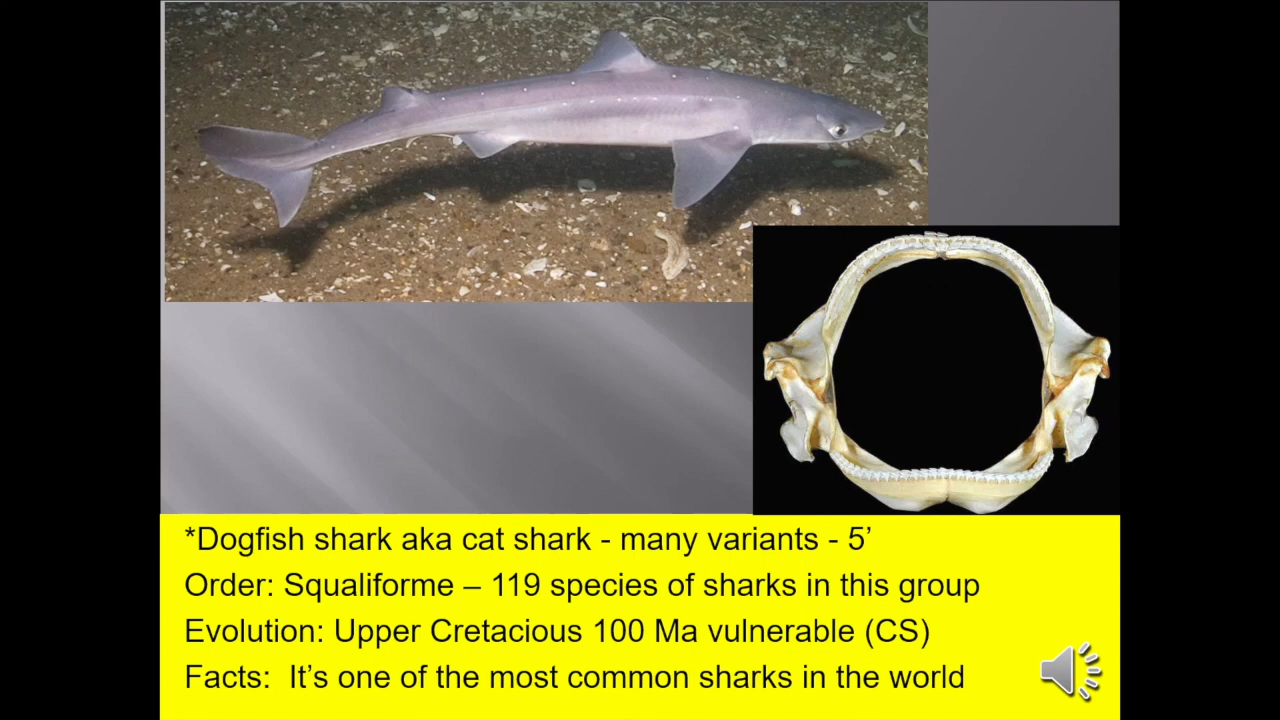 *Dogfish shark aka cat shark - many variants - 5’
Order: Squaliforme – 119 species of sharks in this group
Evolution: Upper Cretacious 100 Ma vulnerable (CS)
Facts:  It’s one of the most common sharks in the world